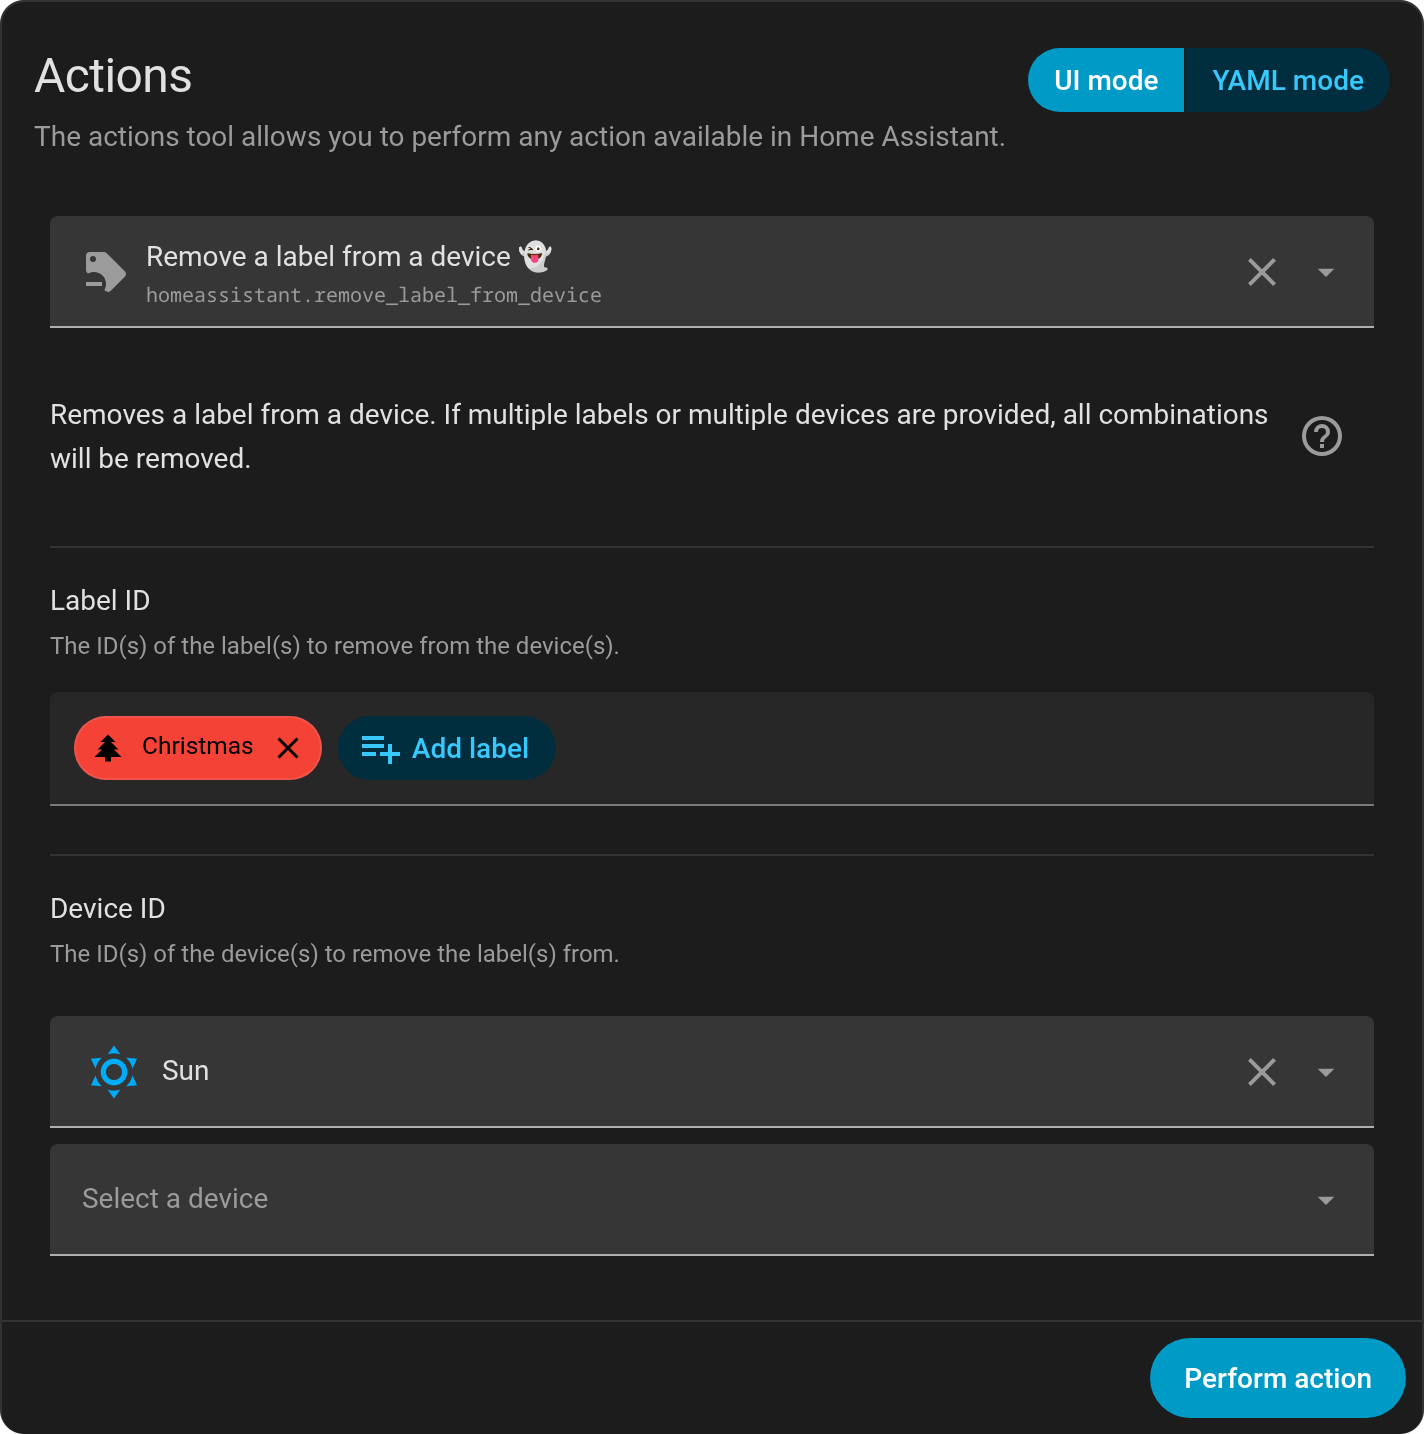 Actions
UI mode
YAML mode
The actions tool allows you to perform any action available in Home Assistant.
Remove a label from a device 👻
homeassistant.remove_label_from_device
Removes a label from a device. If multiple labels or multiple devices are provided, all combinations
will be removed.
Label ID
The ID(s) of the label(s) to remove from the device(s).
Christmas
Add label
Device ID
The ID(s) of the device(s) to remove the label(s) from.
Sun
Select a device
Perform action